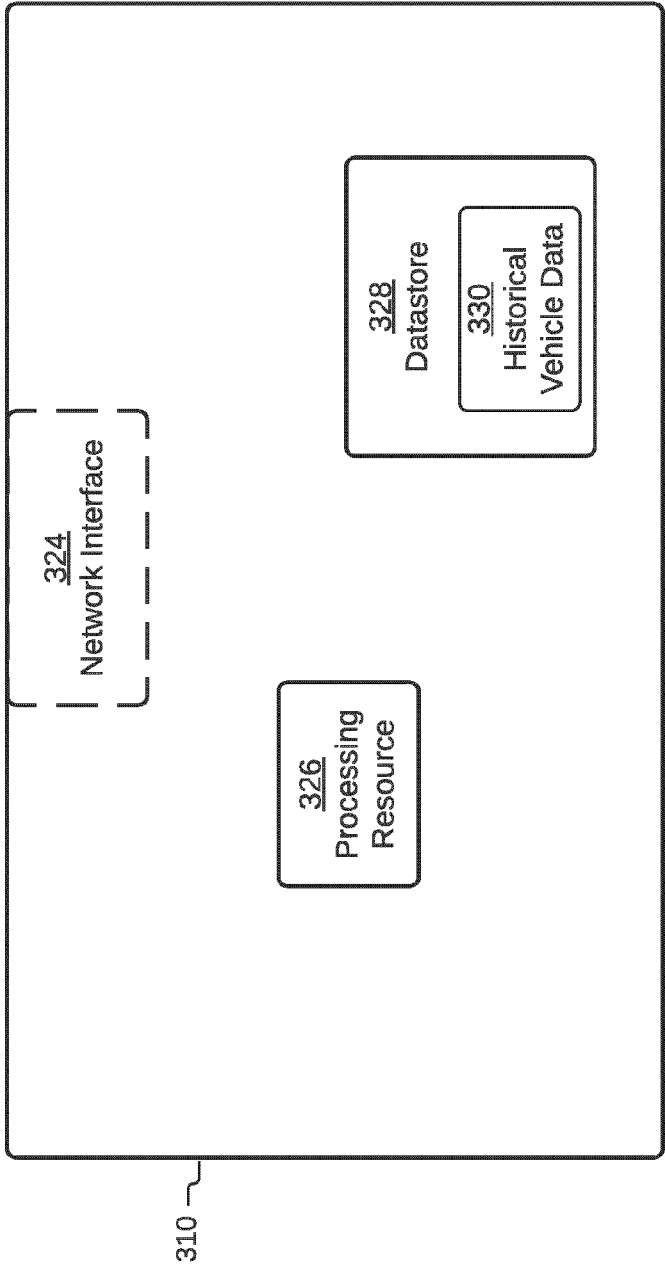 324
Network Interface
326
Processing
Resource
328
Datastore
330
Historical
Vehicle Data
310